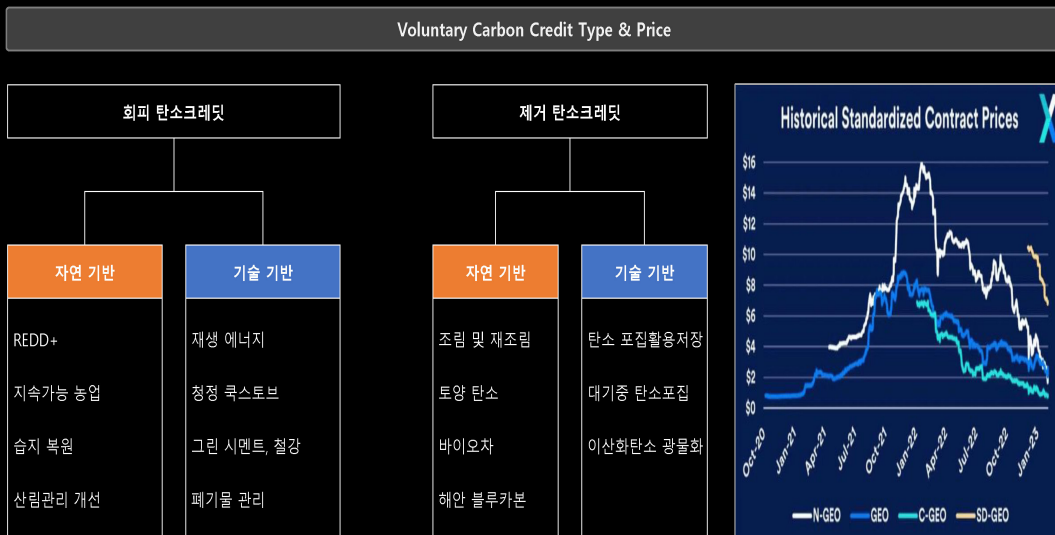 Voluntary Carbon Credit Type & Price
회피 탄소크레딧
자연 기반
기술 기반
REDD+
지속가능 농업
습지 복원
산림관리 개선
재생 에너지
청정 쿡스토브
그린 시멘트, 철강
폐기물 관리
제거 탄소크레딧
자연 기반
기술 기반
조림 및 재조림
토양 탄소
바이오차
해안 블루카본
탄소 포집활용저장
대기중 탄소포집
이산화탄소 광물화
Historical Standardized Contract Prices
X
$16
$14
$12
$10
$8
$6
$4
$2
$0
Oct-20
Jan-21
Apr-21
Jul-21
Oct-21
Jan-22
Apr-22
Jul-22
Oct-22
Jan-23
N-GEO
GEO
C-GEO
SD-GEO